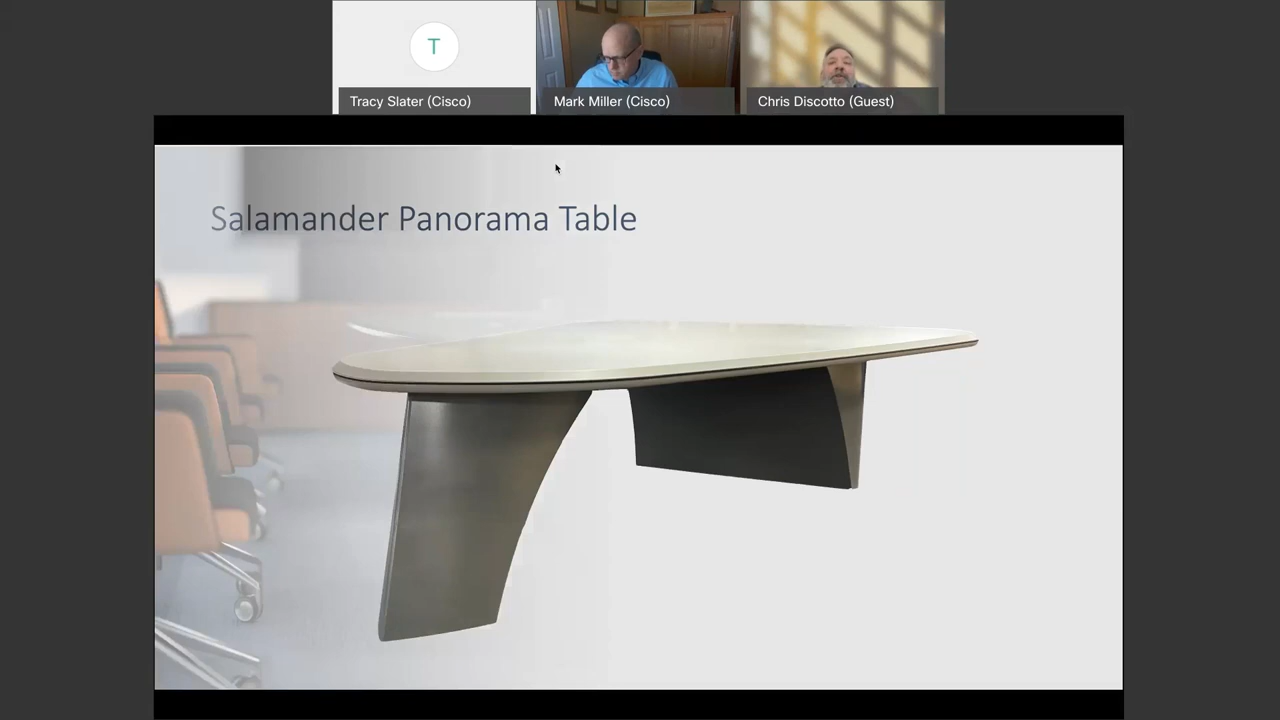 T
Tracy Slater (Cisco)
Mark Miller (Cisco)
Chris Discotto (Guest)
Salamander Panorama Table